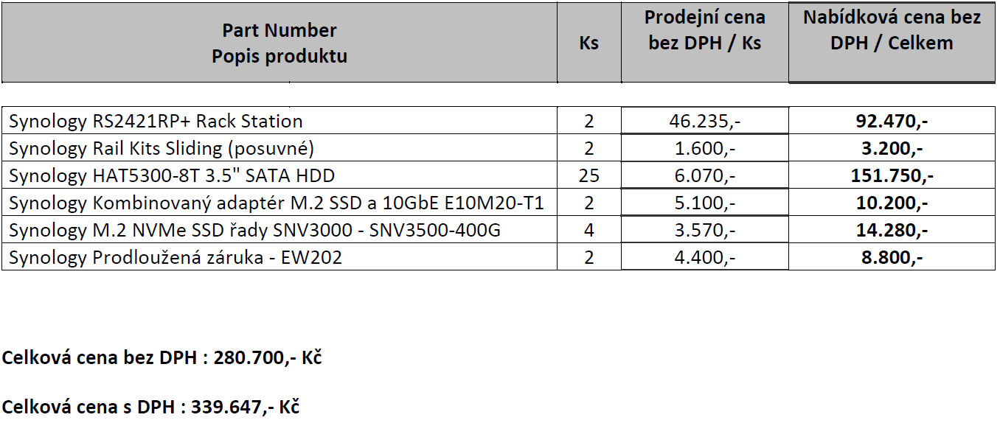 Part Number
Popis produktu
Ks
Prodejní cena
bez DPH / Ks
Nabídková cena bez
DPH / Celkem
Synology RS2421RP+ Rack Station 2 46.235,- 92.470,-
Synology Rail Kits Sliding (posuvné) 2 1.600,- 3.200,-
Synology HAT5300-8T 3.5" SATA HDD 25 6.070,- 151.750,-
Synology Kombinovaný adaptér M.2 SSD a 10GbE E10M20-T1 2 5.100,- 10.200,-
Synology M.2 NVMe SSD řady SNV3000 - SNV3500-400G 4 3.570,- 14.280,-
Synology Prodloužená záruka - EW202 2 4.400,- 8.800,-
Celková cena bez DPH : 280.700,- Kč
Celková cena s DPH : 339.647,- Kč